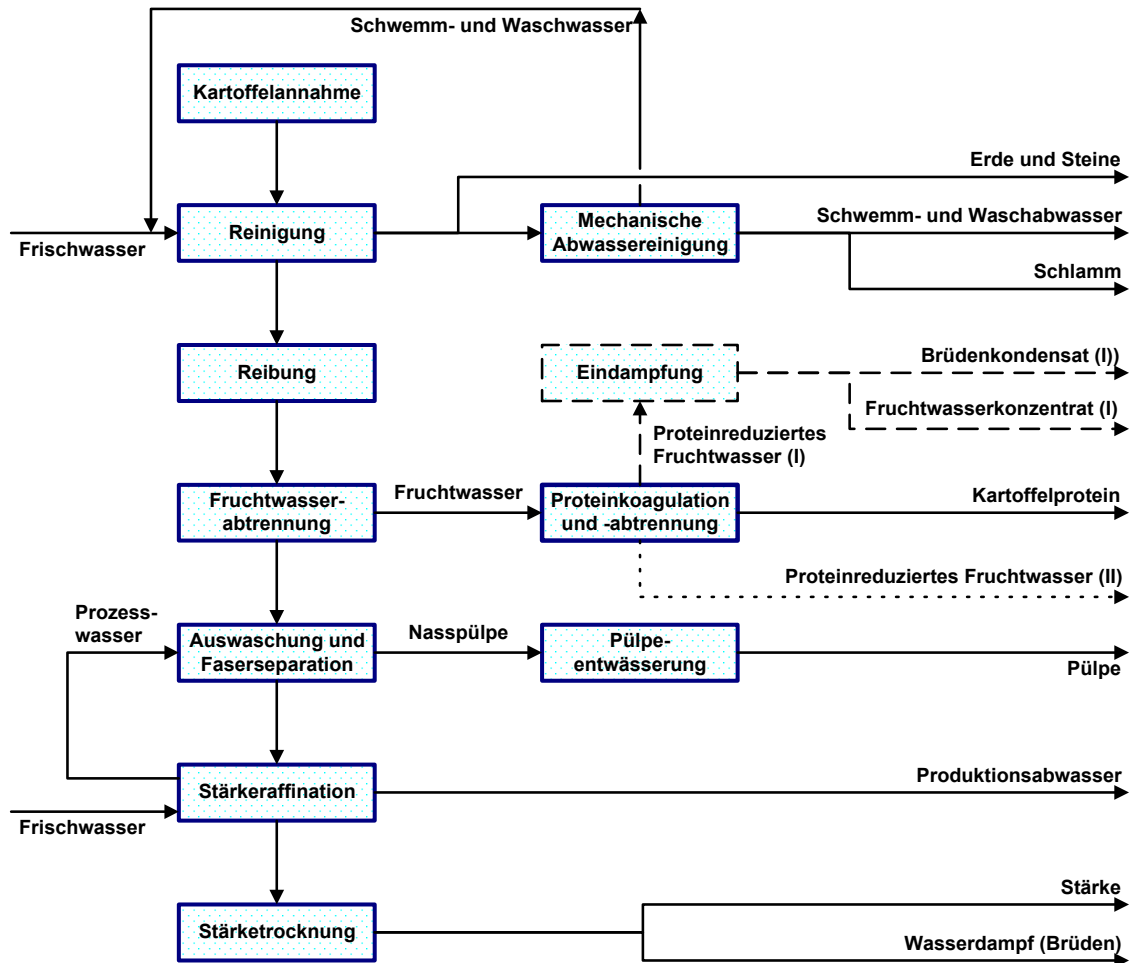 Schwemm- und Waschwasser
Kartoffelannahme
Erde und Steine
Frischwasser
Reinigung
Mechanische
Abwassereinigung
Schwemm- und Waschabwasser
Schlamm
Reibung
Eindampfung
Brüdenkondensat (I))
Fruchtwasserkonzentrat (I)
Proteinreduziertes
Fruchtwasser (I)
Fruchtwasser-
abtrennung
Fruchtwasser
Proteinkoagulation
und -abtrennung
Kartoffelprotein
Proteinreduziertes Fruchtwasser (II)
Prozess-
wasser
Auswaschung und
Faserseparation
Nasspülpe
Pülpe-
entwässerung
Pülpe
Stärkeraffination
Produktionsabwasser
Frischwasser
Stärketrocknung
Stärke
Wasserdampf (Brüden)